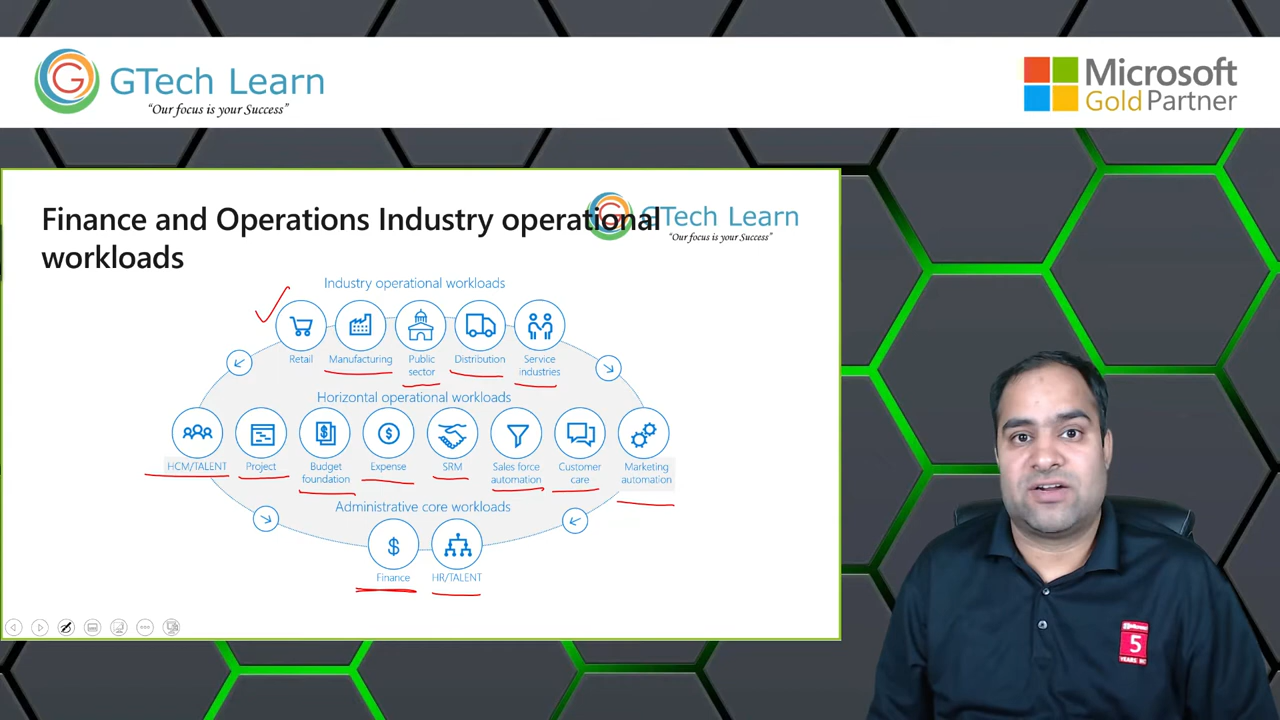 GTech Learn
"Our focus is your Success"
Microsoft
Gold Partner
Finance and Operations Industry operational
workloads
GTech Learn
"Our focus is your Success"
Industry operational workloads
Retail
Manufacturing
Public
sector
Distribution
Service
industries
Horizontal operational workloads
HCM/TALENT
Project
Budget
foundation
Expense
SRM
Sales force
automation
Customer
care
Marketing
automation
Administrative core workloads
Finance
HR/TALENT
5